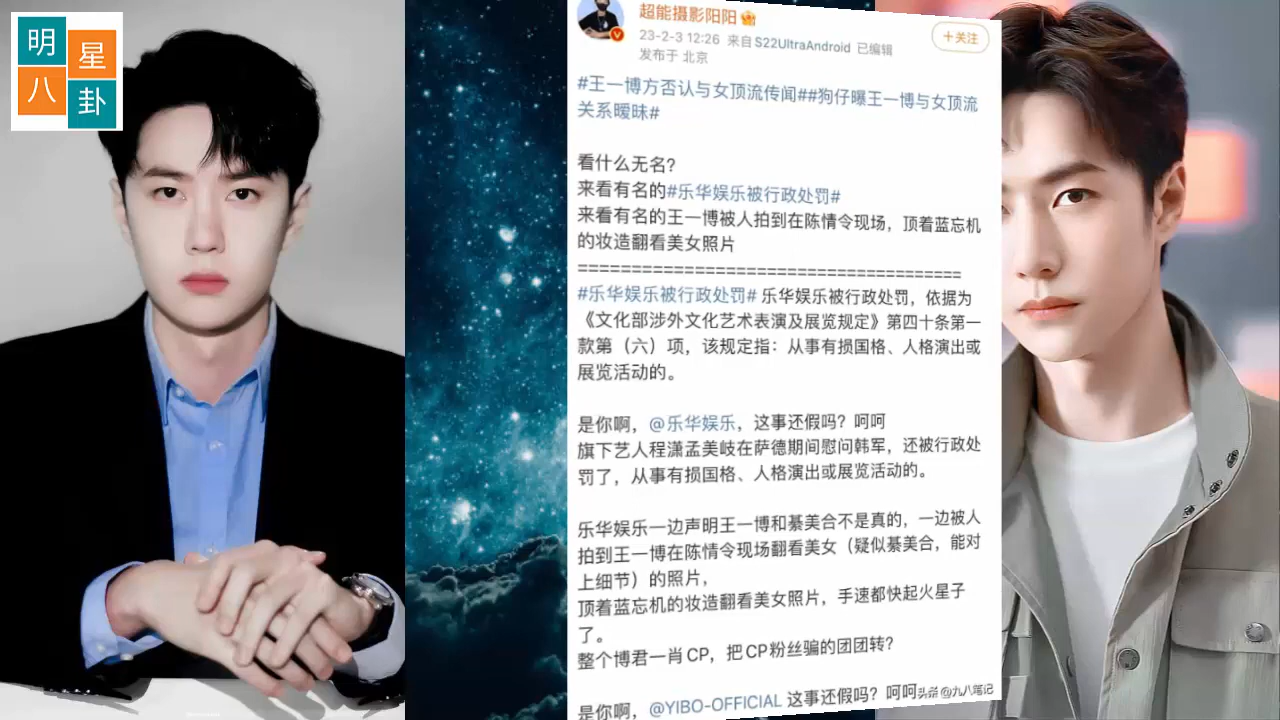 明星
八卦
超能摄影阳阳
23-2-3 12:26 来自S22UltraAndroid 已编辑
+关注
发布于 北京
#王一博方否认与女顶流传闻##狗仔曝王一博与女顶流
关系暧昧#
看什么无名?
来看有名的#乐华娱乐被行政处罚#
来看有名的王一博被人拍到在陈情令现场，顶着蓝忘机
的妆造翻看美女照片
====================================
#乐华娱乐被行政处罚# 乐华娱乐被行政处罚，依据为
《文化部涉外文化艺术表演及展览规定》第四十条第一
款第（六）项，该规定指：从事有损国格、人格演出或
展览活动的。
是你啊，@乐华娱乐，这事还假吗？呵呵
旗下艺人程潇孟美岐在萨德期间慰问韩军，还被行政处
罚了，从事有损国格、人格演出或展览活动的。
乐华娱乐一边声明王一博和綦美合不是真的，一边被人
拍到王一博在陈情令现场翻看美女（疑似綦美合，能对
上细节）的照片，
顶着蓝忘机的妆造翻看美女照片，手速都快起火星子
了。
整个博君一肖CP，把CP粉丝骗的团团转?
是你啊，@YIBO-OFFICIAL 这事还假吗？呵呵
头条 @九八笔记